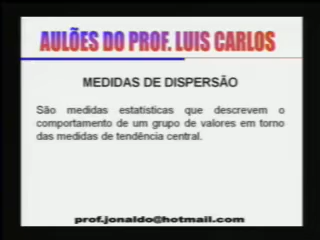 AULÕES DO PROF. LUIS CARLOS
MEDIDAS DE DISPERSÃO
São medidas estatísticas que descrevem o
comportamento de um grupo de valores em torno
das medidas de tendência central.
prof.jonaldo@hotmail.com